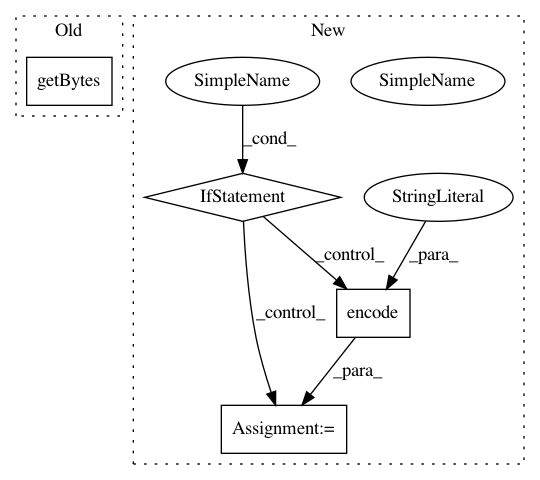 Old
New
getBytes
SimpleName
SimpleName
_cond_
IfStatement
StringLiteral
_control_
_para_
_control_
encode
_para_
Assignment:=